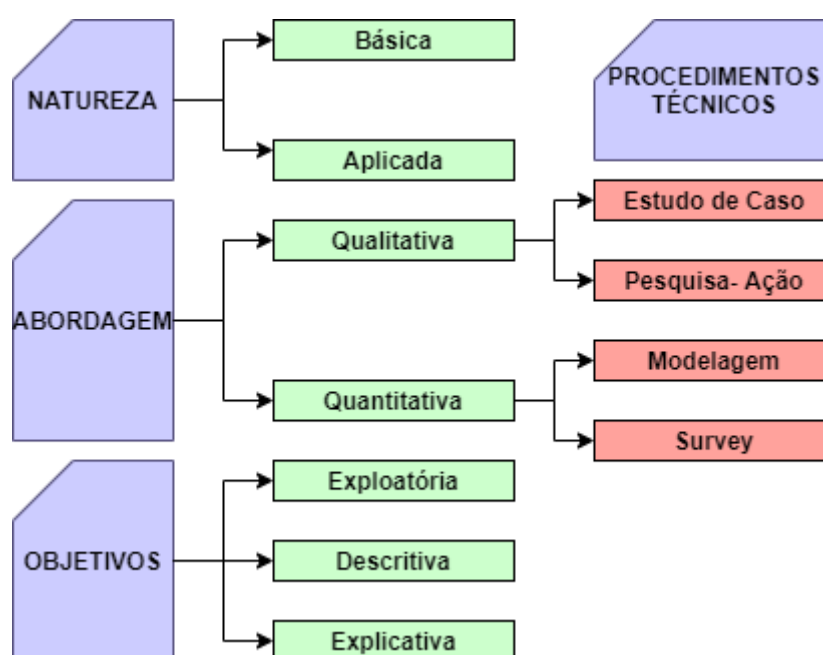 NATUREZA
Básica
Aplicada
PROCEDIMENTOS
TÉCNICOS
ABORDAGEM
Qualitativa
Estudo de Caso
Pesquisa- Ação
Quantitativa
Modelagem
Survey
OBJETIVOS
Exploatória
Descritiva
Explicativa